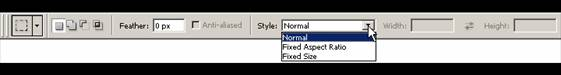 Feather: 0 px Anti-aliased Style: Normal Width: Height:
Normal
Fixed Aspect Ratio
Fixed Size